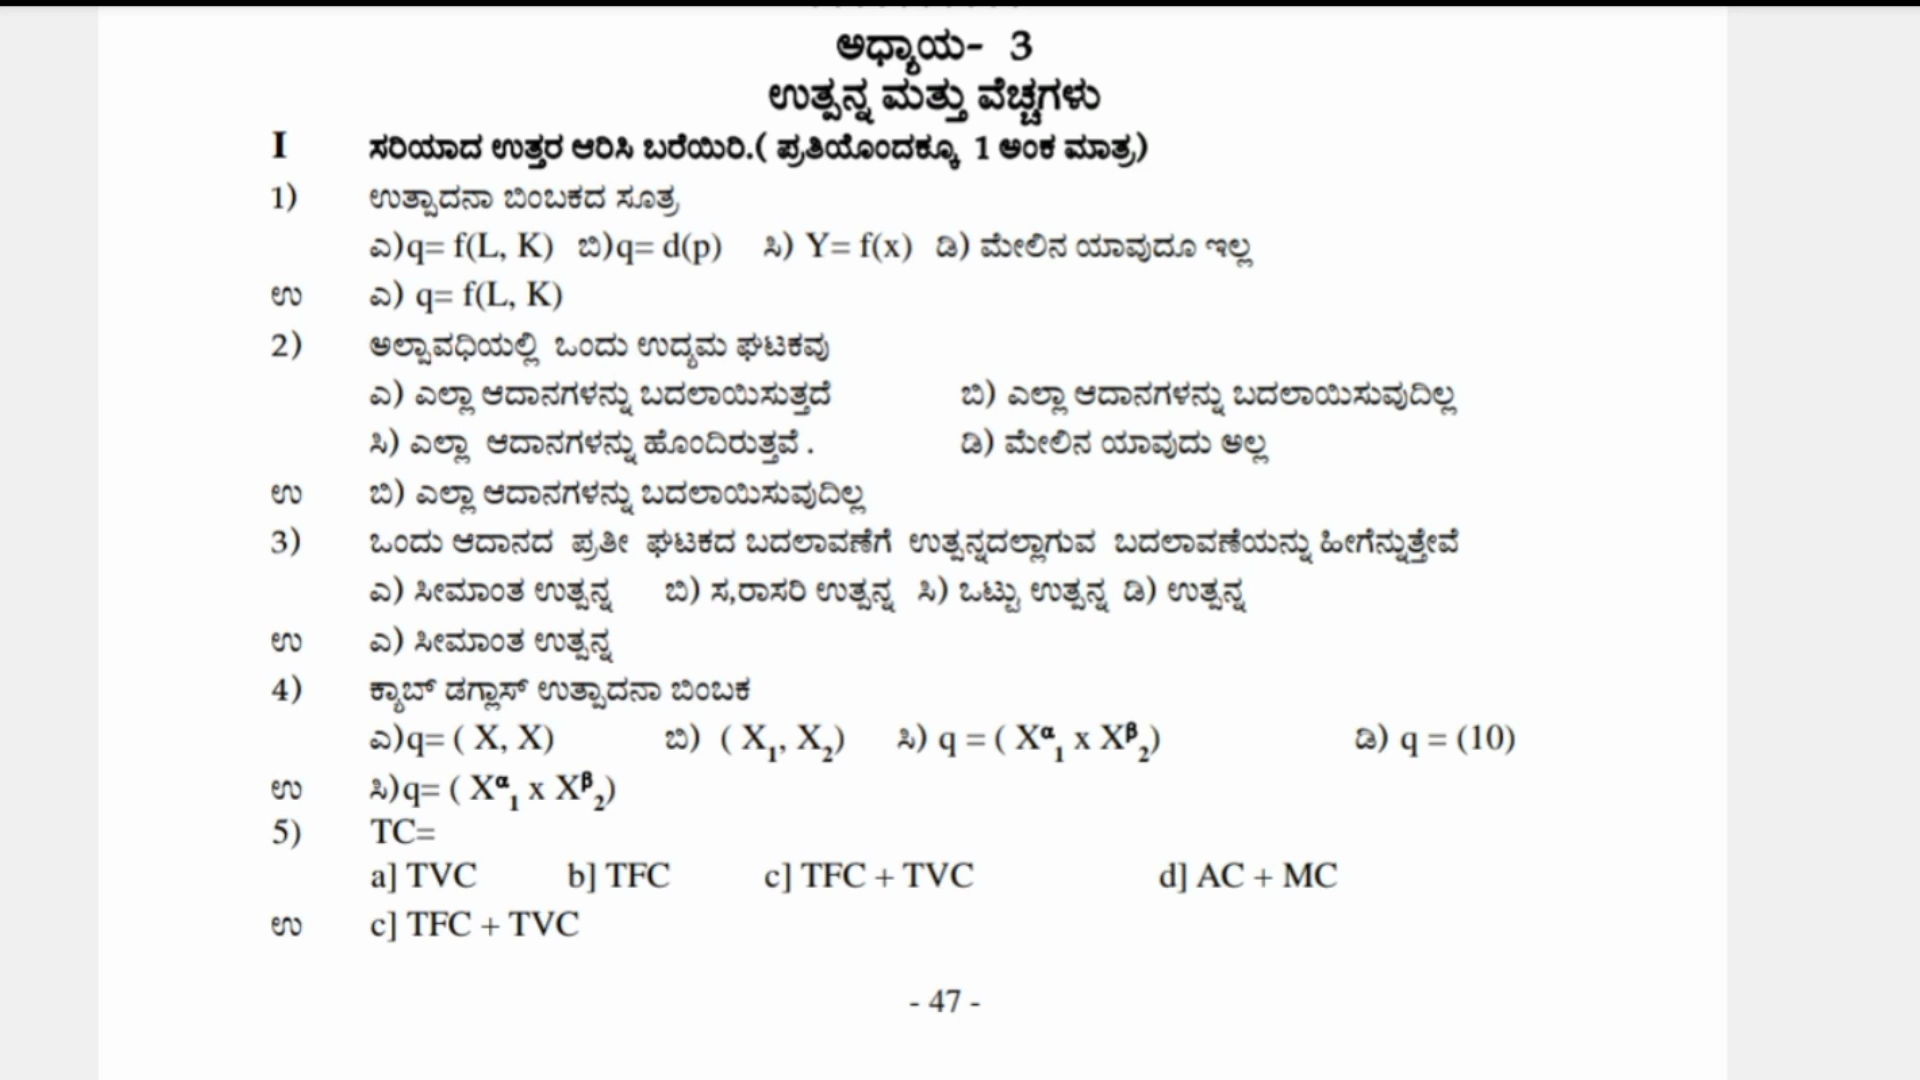 ಅಧ್ಯಾಯ- 3
ಉತ್ಪನ್ನ ಮತ್ತು ವೆಚ್ಚಗಳು
I ಸರಿಯಾದ ಉತ್ತರ ಆರಿಸಿ ಬರೆಯಿರಿ.( ಪ್ರತಿಯೊಂದಕ್ಕೂ 1 ಅಂಕ ಮಾತ್ರ)
1) ಉತ್ಪಾದನಾ ಬಿಂಬಕದ ಸೂತ್ರ
ಎ)q= f(L, K) ಬಿ)q= d(p) ಸಿ) Y= f(x) ಡಿ) ಮೇಲಿನ ಯಾವುದೂ ಇಲ್ಲ
ಉ ಎ) q= f(L, K)
2) ಅಲ್ಪಾವಧಿಯಲ್ಲಿ ಒಂದು ಉದ್ಯಮ ಘಟಕವು
ಎ) ಎಲ್ಲಾ ಆದಾನಗಳನ್ನು ಬದಲಾಯಿಸುತ್ತದೆ ಬಿ) ಎಲ್ಲಾ ಆದಾನಗಳನ್ನು ಬದಲಾಯಿಸುವುದಿಲ್ಲ
ಸಿ) ಎಲ್ಲಾ ಆದಾನಗಳನ್ನು ಹೊಂದಿರುತ್ತವೆ . ಡಿ) ಮೇಲಿನ ಯಾವುದು ಅಲ್ಲ
ಉ ಬಿ) ಎಲ್ಲಾ ಆದಾನಗಳನ್ನು ಬದಲಾಯಿಸುವುದಿಲ್ಲ
3) ಒಂದು ಆದಾನದ ಪ್ರತೀ ಘಟಕದ ಬದಲಾವಣೆಗೆ ಉತ್ಪನ್ನದಲ್ಲಾಗುವ ಬದಲಾವಣೆಯನ್ನು ಹೀಗೆನ್ನುತ್ತೇವೆ
ಎ) ಸೀಮಾಂತ ಉತ್ಪನ್ನ ಬಿ) ಸ,ರಾಸರಿ ಉತ್ಪನ್ನ ಸಿ) ಒಟ್ಟು ಉತ್ಪನ್ನ ಡಿ) ಉತ್ಪನ್ನ
ಉ ಎ) ಸೀಮಾಂತ ಉತ್ಪನ್ನ
4) ಕ್ಯಾಬ್ ಡಗ್ಲಾಸ್ ಉತ್ಪಾದನಾ ಬಿಂಬಕ
ಎ)q= ( X, X) ಬಿ) ( X₁, X₂) ಸಿ) q = ( Xᵅ₁ x Xᵝ₂) ಡಿ) q = (10)
ಉ ಸಿ)q= ( Xᵅ₁ x Xᵝ₂)
5) TC=
a] TVC b] TFC c] TFC + TVC d] AC + MC
ಉ c] TFC + TVC
- 47 -